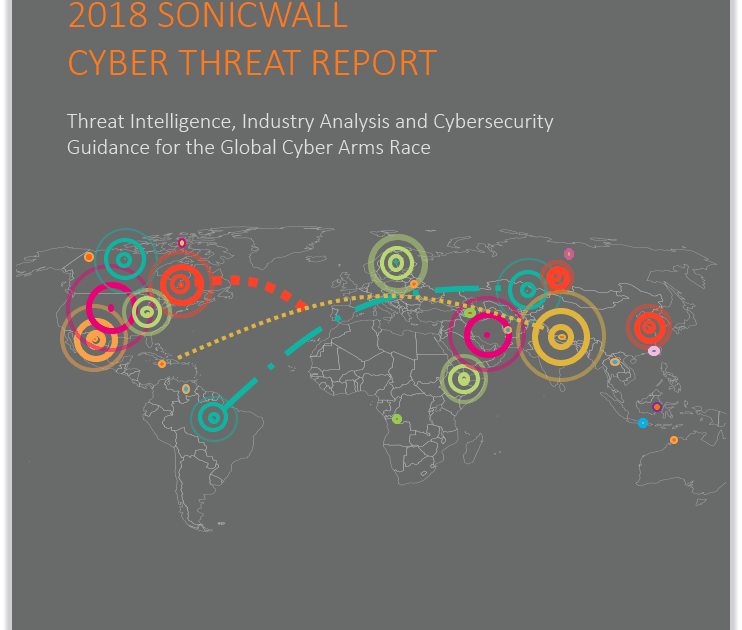 2018 SONICWALL
CYBER THREAT REPORT
Threat Intelligence, Industry Analysis and Cybersecurity
Guidance for the Global Cyber Arms Race